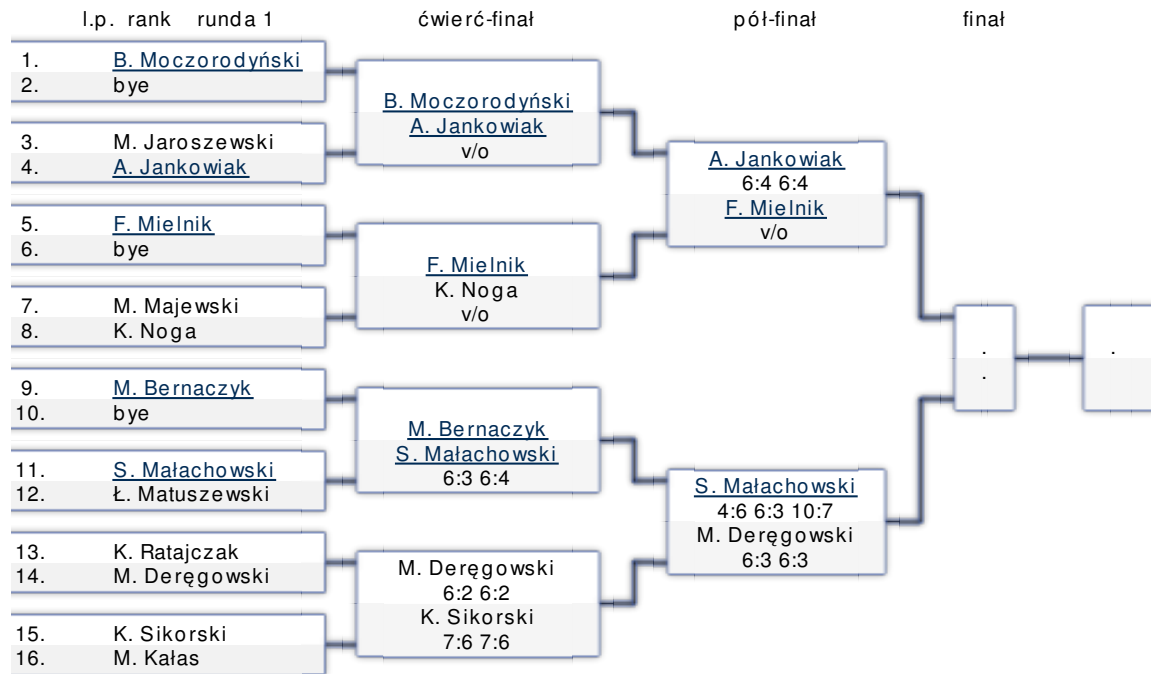 l.p. rank runda 1 ćwierć-finał pół-finał finał
1. B. Moczorodyński
2. bye
3. M. Jaroszewski
4. A. Jankowiak
5. F. Mielnik
6. bye
7. M. Majewski
8. K. Noga
9. M. Bernaczyk
10. bye
11. S. Małachowski
12. Ł. Matuszewski
13. K. Ratajczak
14. M. Deręgowski
15. K. Sikorski
16. M. Kałas
B. Moczorodyński
A. Jankowiak
v/o
F. Mielnik
K. Noga
v/o
M. Bernaczyk
S. Małachowski
6:3 6:4
M. Deręgowski
6:2 6:2
K. Sikorski
7:6 7:6
A. Jankowiak
6:4 6:4
F. Mielnik
v/o
S. Małachowski
4:6 6:3 10:7
M. Deręgowski
6:3 6:3
.
.
.